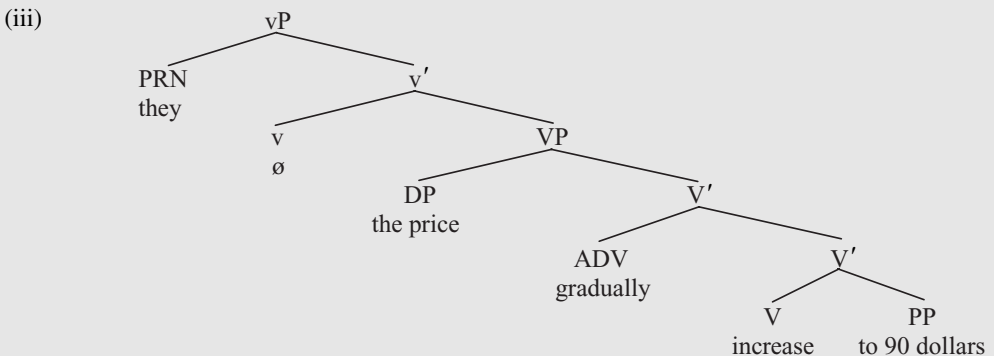 (iii)
vP
PRN
they
v′
v
ø
VP
DP
the price
V′
ADV
gradually
V′
V
increase
PP
to 90 dollars